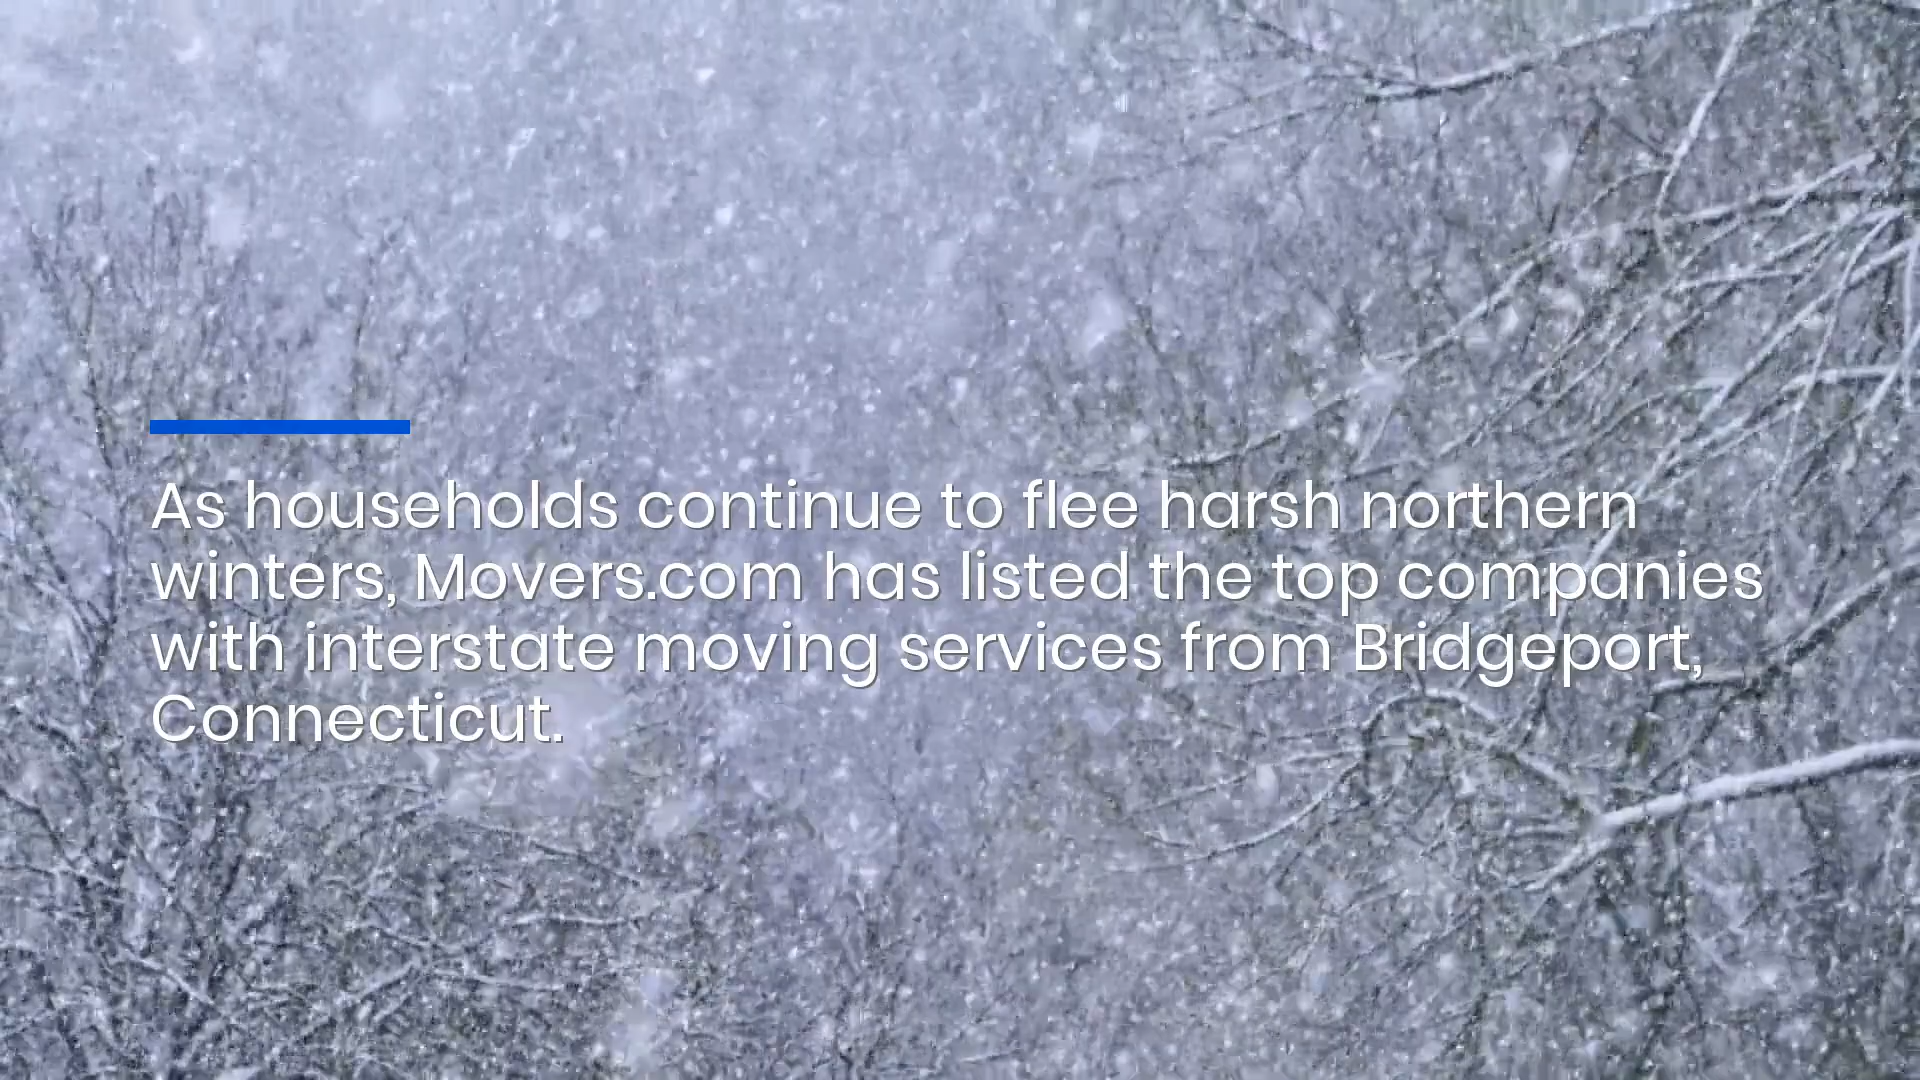 As households continue to flee harsh northern
winters, Movers.com has listed the top companies
with interstate moving services from Bridgeport,
Connecticut.